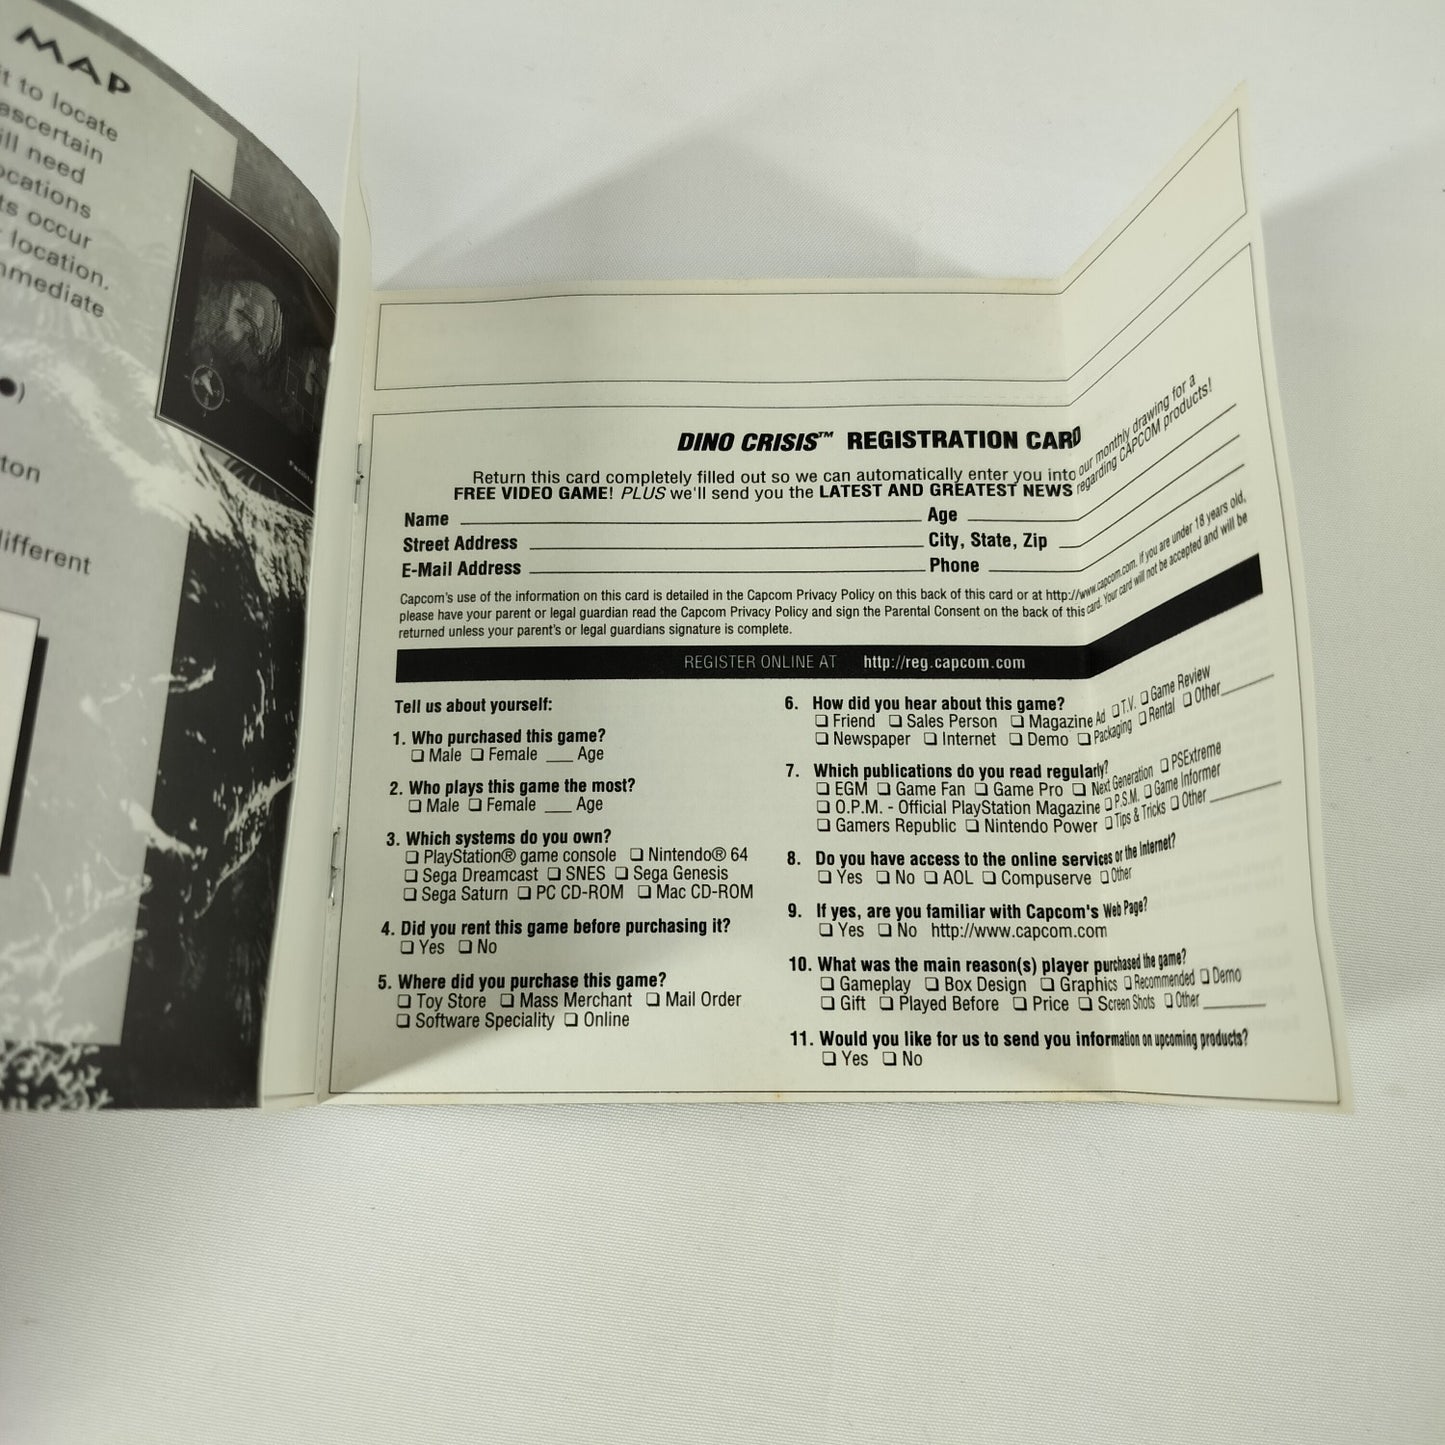 MAP
it to locate
ascertain
ill need
ocations
ts occur
location.
mmediate
●)
ton
different
DINO CRISIS™ REGISTRATION CARD
Return this card completely filled out so we can automatically enter you into our monthly drawing for a
FREE VIDEO GAME! PLUS we'll send you the LATEST AND GREATEST NEWS regarding CAPCOM products!
Name Age
Street Address City, State, Zip
E-Mail Address Phone
Capcom's use of the information on this card is detailed in the Capcom Privacy Policy on this back of this card or at http://www.capcom.com. If you are under 18 years old,
please have your parent or legal guardian read the Capcom Privacy Policy and sign the Parental Consent on the back of this card. Your card will not be accepted and will be
returned unless your parent's or legal guardians signature is complete.
REGISTER ONLINE AT http://reg.capcom.com
Tell us about yourself:
1. Who purchased this game?
❏ Male ❏ Female ___ Age
2. Who plays this game the most?
❏ Male ❏ Female ___ Age
3. Which systems do you own?
❏ PlayStation® game console ❏ Nintendo® 64
❏ Sega Dreamcast ❏ SNES ❏ Sega Genesis
❏ Sega Saturn ❏ PC CD-ROM ❏ Mac CD-ROM
4. Did you rent this game before purchasing it?
❏ Yes ❏ No
5. Where did you purchase this game?
❏ Toy Store ❏ Mass Merchant ❏ Mail Order
❏ Software Speciality ❏ Online
6. How did you hear about this game?
❏ Friend ❏ Sales Person ❏ Magazine Ad ❏ T.V. ❏ Game Review
❏ Newspaper ❏ Internet ❏ Demo ❏ Packaging ❏ Rental ❏ Other
7. Which publications do you read regularly?
❏ EGM ❏ Game Fan ❏ Game Pro ❏ Next Generation ❏ PSExtreme
❏ O.P.M. - Official PlayStation Magazine ❏ P.S.M. ❏ Game Informer
❏ Gamers Republic ❏ Nintendo Power ❏ Tips & Tricks ❏ Other
8. Do you have access to the online services or the Internet?
❏ Yes ❏ No ❏ AOL ❏ Compuserve ❏ Other
9. If yes, are you familiar with Capcom's Web Page?
❏ Yes ❏ No http://www.capcom.com
10. What was the main reason(s) player purchased the game?
❏ Gameplay ❏ Box Design ❏ Graphics ❏ Recommended ❏ Demo
❏ Gift ❏ Played Before ❏ Price ❏ Screen Shots ❏ Other
11. Would you like for us to send you information on upcoming products?
❏ Yes ❏ No